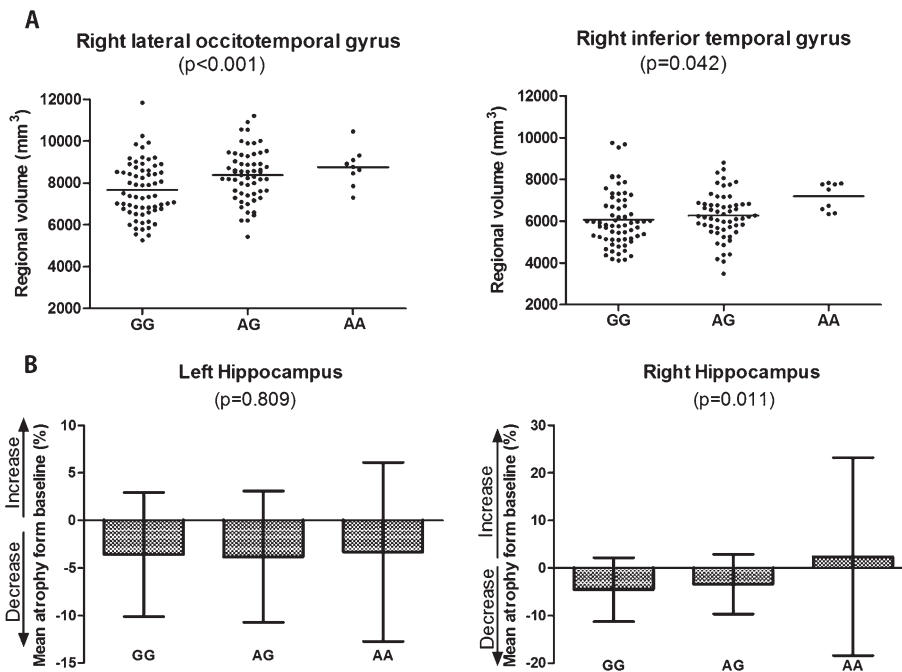 A
Right lateral occitotemporal gyrus
(p<0.001)
Regional volume (mm³)
12000
10000
8000
6000
4000
2000
GG
AG
AA
Right inferior temporal gyrus
(p=0.042)
Regional volume (mm³)
12000
10000
8000
6000
4000
2000
GG
AG
AA
B
Left Hippocampus
(p=0.809)
Increase
Decrease
Mean atrophy form baseline (%)
10
5
0
-5
-10
-15
GG
AG
AA
Right Hippocampus
(p=0.011)
Increase
Decrease
Mean atrophy form baseline (%)
30
20
10
0
-10
-20
GG
AG
AA